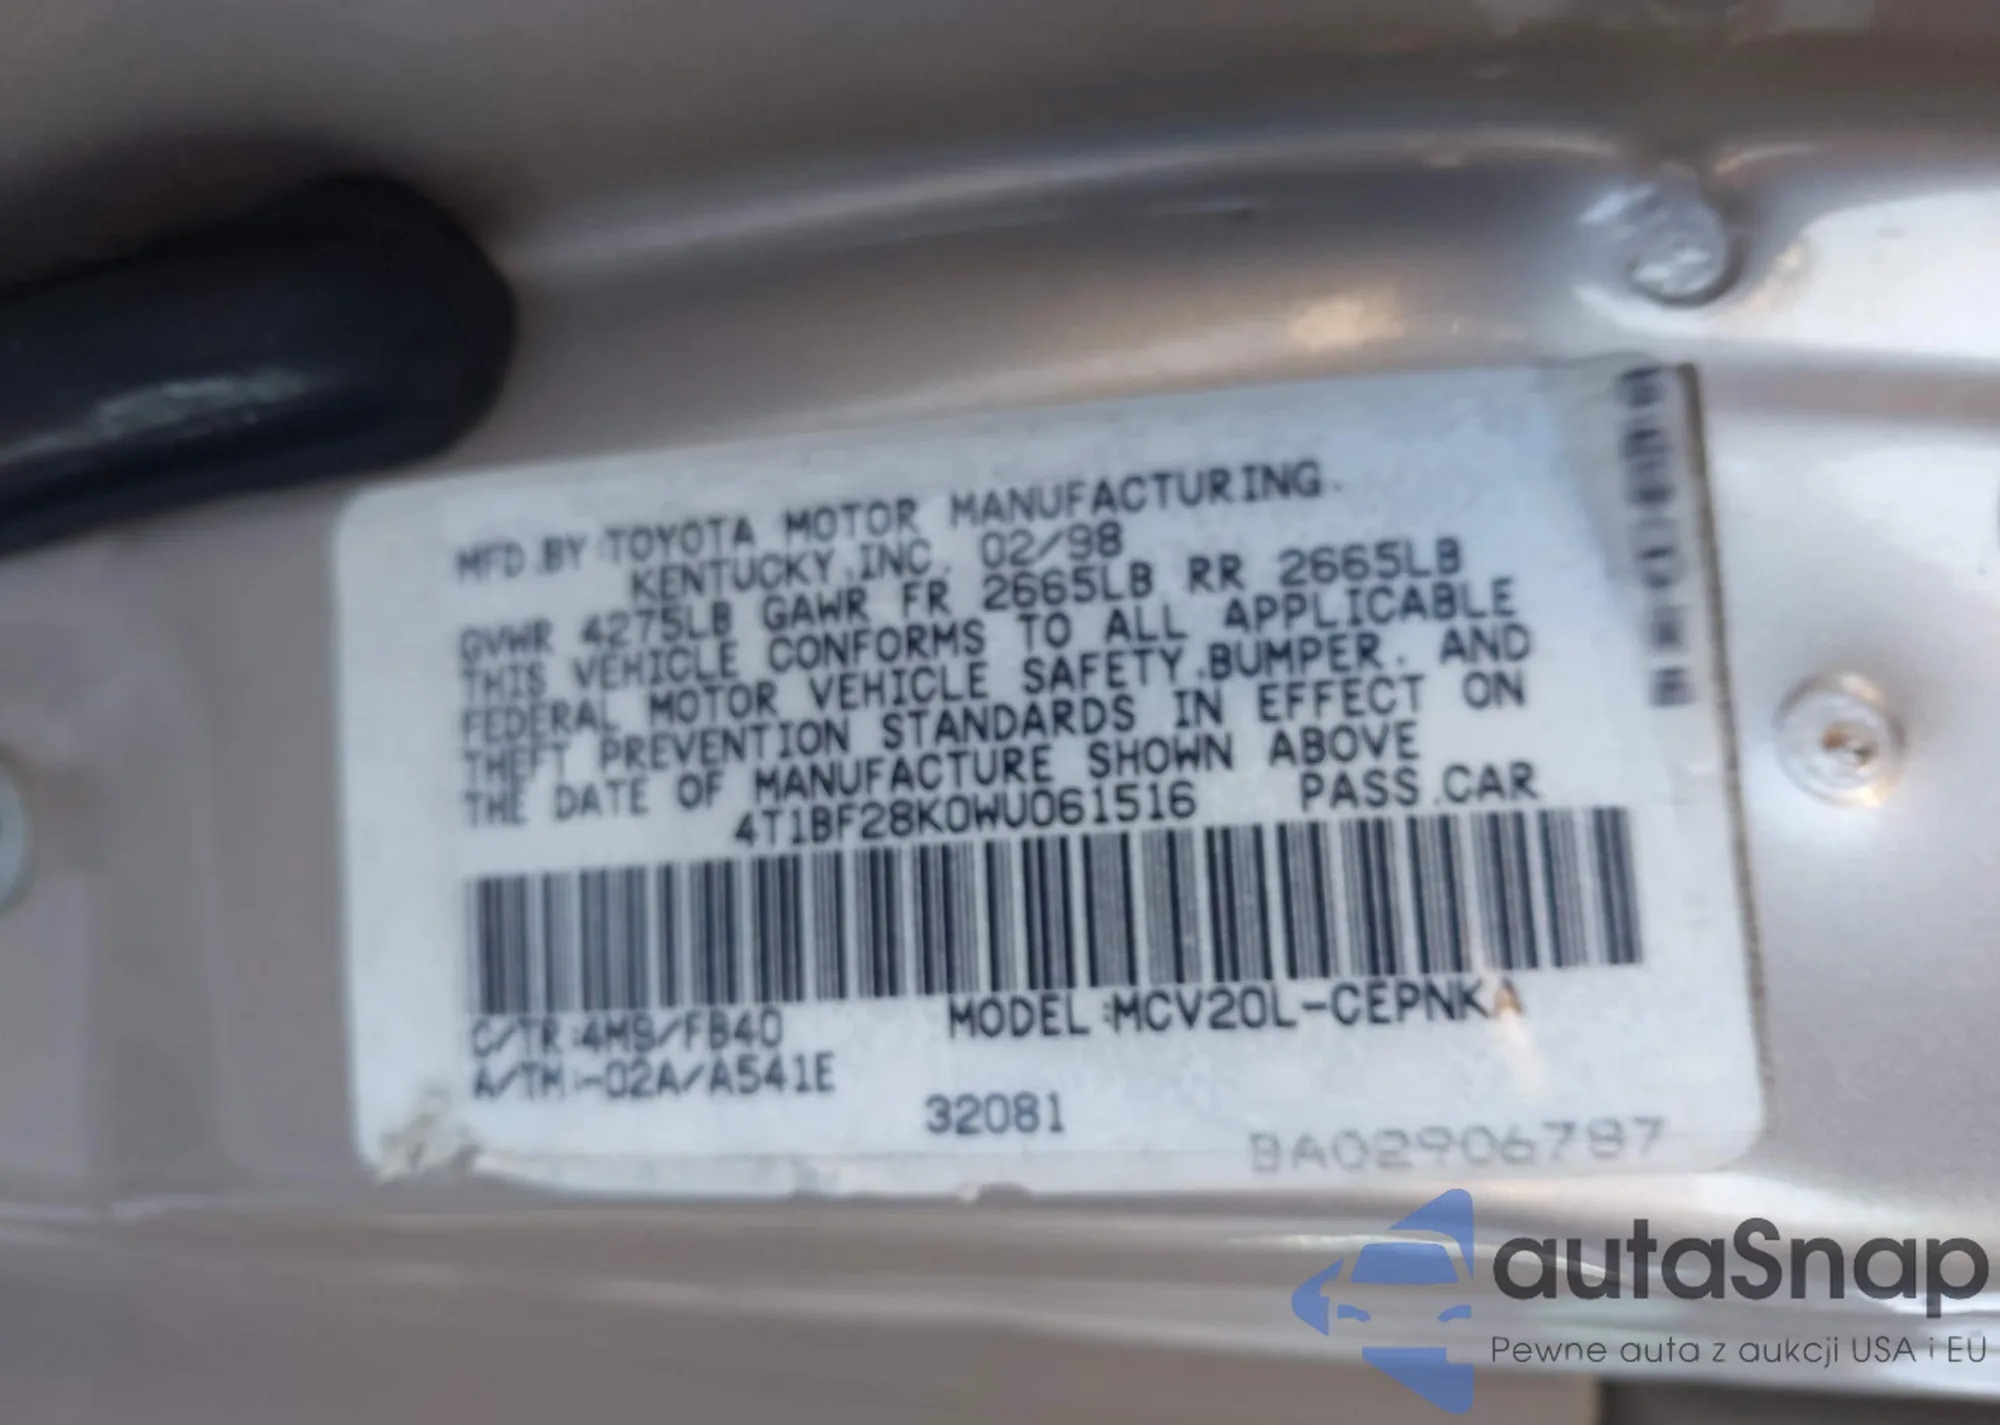 MFD.BY TOYOTA MOTOR MANUFACTURING.
KENTUCKY,INC. 02/98
GVWR 4275LB GAWR FR 2665LB RR 2665LB
THIS VEHICLE CONFORMS TO ALL APPLICABLE
FEDERAL MOTOR VEHICLE SAFETY,BUMPER, AND
THEFT PREVENTION STANDARDS IN EFFECT ON
THE DATE OF MANUFACTURE SHOWN ABOVE
4T1BF28K0WU061516 PASS.CAR
C/TR:4M9/FB40 MODEL:MCV20L-CEPNKA
A/TM:-02A/A541E
32081
BA02906787
autaSnap
Pewne auta z aukcji USA i EU